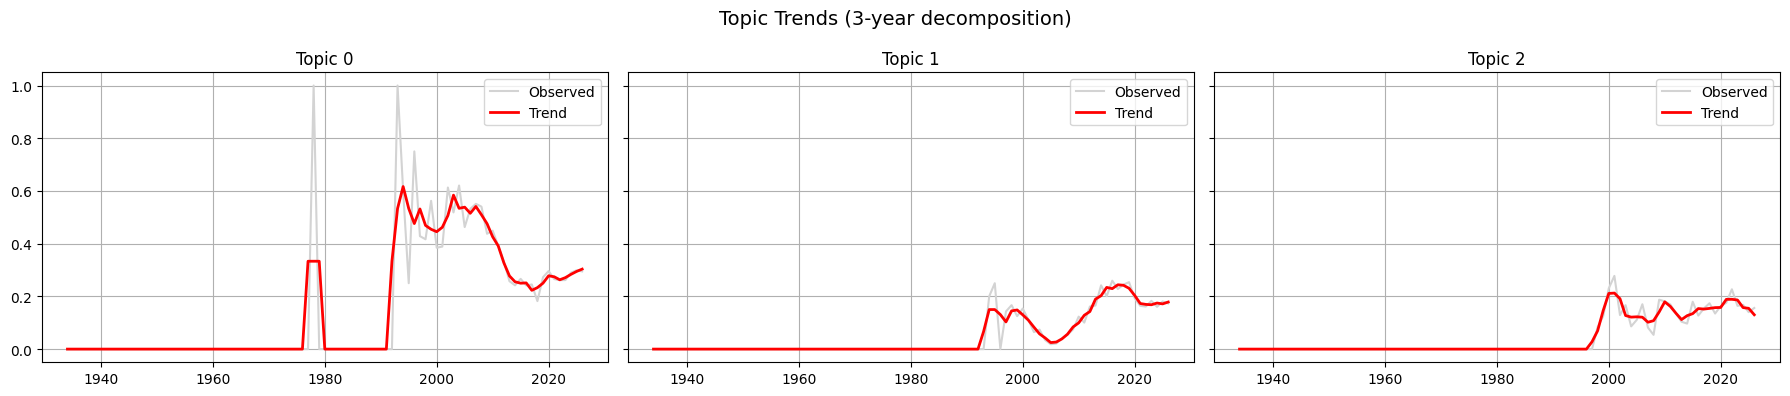 Topic Trends (3-year decomposition)
Topic 0
Topic 1
Topic 2
Observed
Trend
Observed
Trend
Observed
Trend
1.0
0.8
0.6
0.4
0.2
0.0
1940 1960 1980 2000 2020
1940 1960 1980 2000 2020
1940 1960 1980 2000 2020